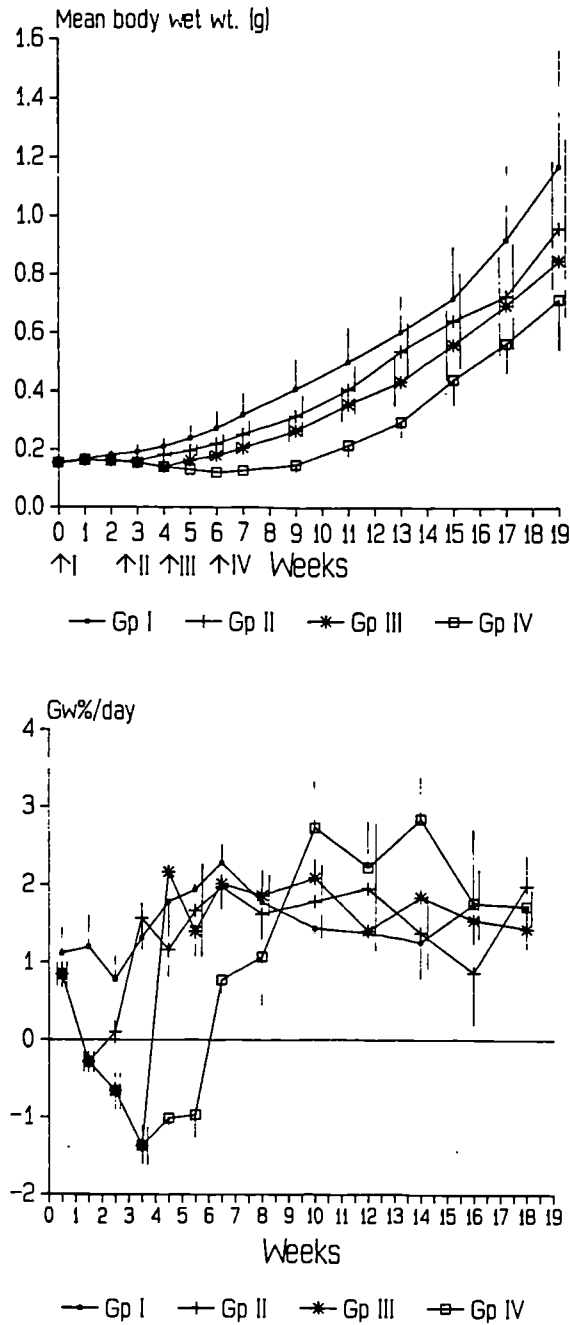 Mean body wet wt. (g)
1.6
1.4
1.2
1.0
0.8
0.6
0.4
0.2
0.0
0 1 2 3 4 5 6 7 8 9 10 11 12 13 14 15 16 17 18 19
↑I ↑II ↑III ↑IV Weeks
Gp I Gp II Gp III Gp IV
Gw%/day
4
3
2
1
0
-1
-2
0 1 2 3 4 5 6 7 8 9 10 11 12 13 14 15 16 17 18 19
Weeks
Gp I Gp II Gp III Gp IV